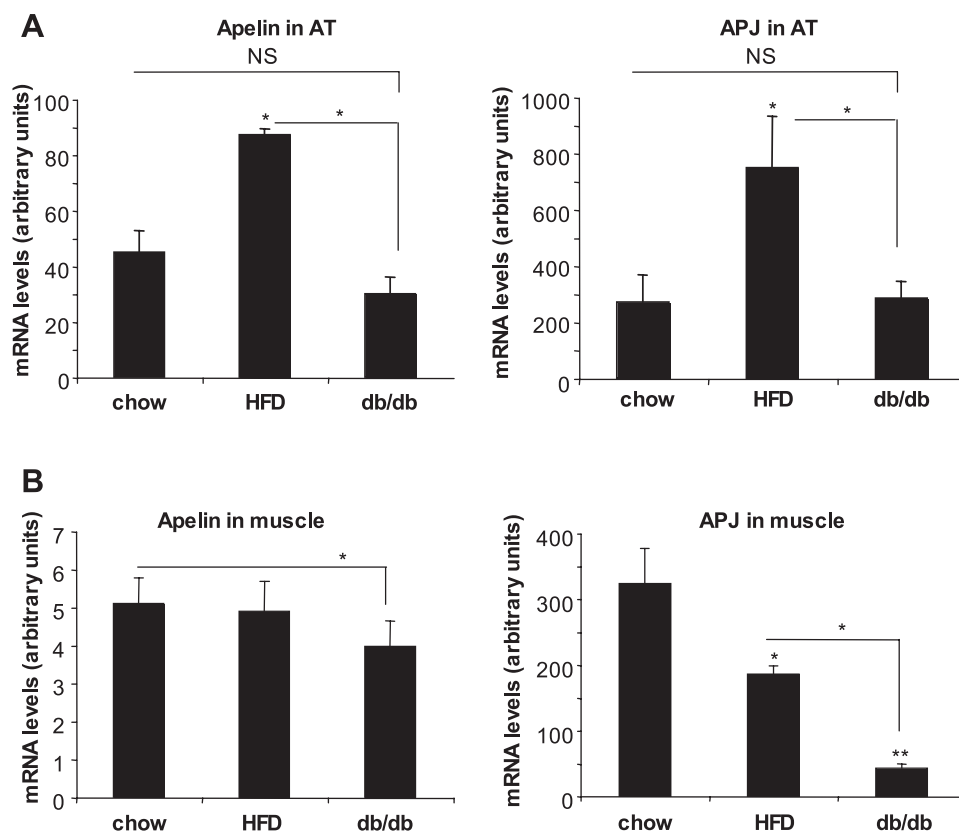 A
Apelin in AT
NS
mRNA levels (arbitrary units)
100
80
60
40
20
0
*
*
chow HFD db/db
APJ in AT
NS
mRNA levels (arbitrary units)
1000
800
600
400
200
0
*
*
chow HFD db/db
B
Apelin in muscle
mRNA levels (arbitrary units)
7
6
5
4
3
2
1
0
*
chow HFD db/db
APJ in muscle
mRNA levels (arbitrary units)
400
300
200
100
0
*
*
**
chow HFD db/db